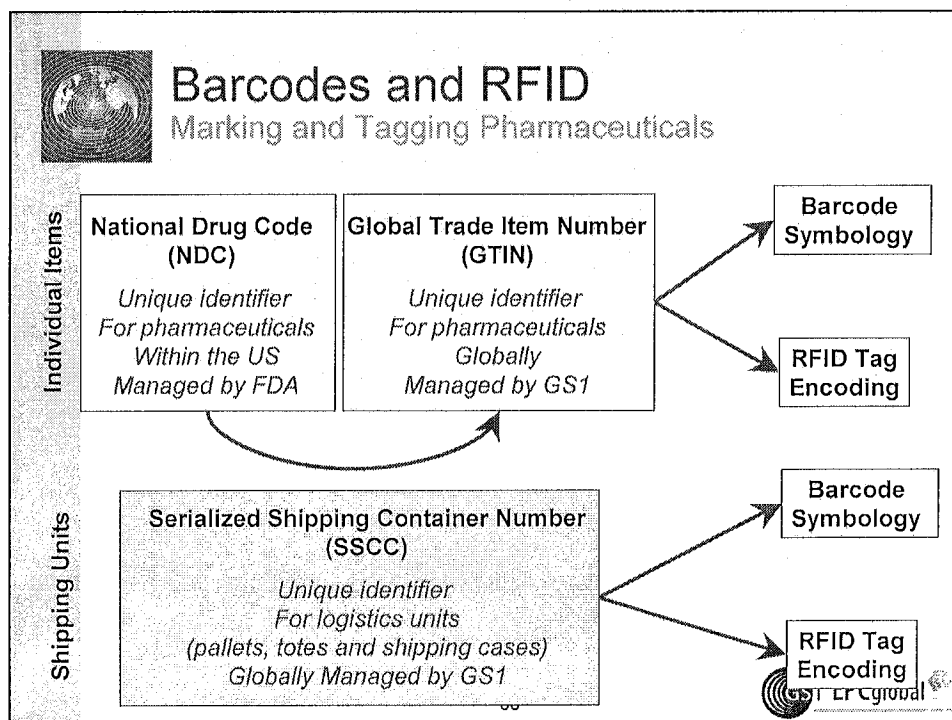 Barcodes and RFID
Marking and Tagging Pharmaceuticals
Individual Items
National Drug Code
(NDC)
Unique identifier
For pharmaceuticals
Within the US
Managed by FDA
Global Trade Item Number
(GTIN)
Unique identifier
For pharmaceuticals
Globally
Managed by GS1
Barcode
Symbology
RFID Tag
Encoding
Shipping Units
Serialized Shipping Container Number
(SSCC)
Unique identifier
For logistics units
(pallets, totes and shipping cases)
Globally Managed by GS1
Barcode
Symbology
RFID Tag
Encoding